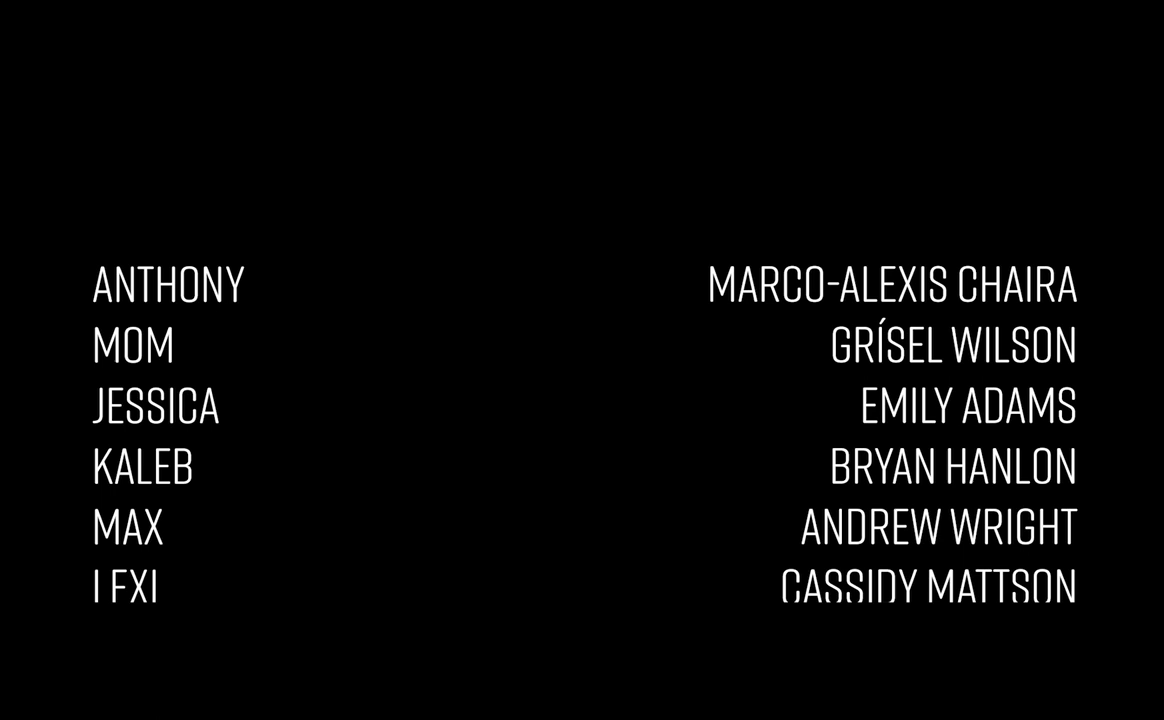 ANTHONY MARCO-ALEXIS CHAIRA
MOM GRÍSEL WILSON
JESSICA EMILY ADAMS
KALEB BRYAN HANLON
MAX ANDREW WRIGHT
LEXI CASSIDY MATTSON